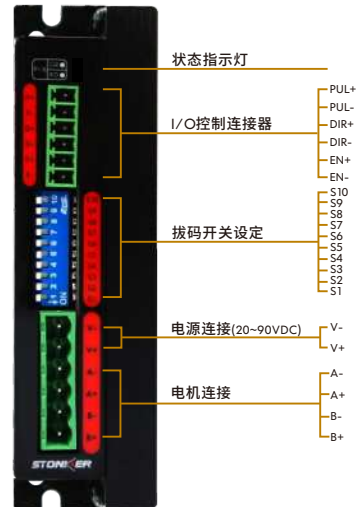 状态指示灯
I/O控制连接器
PUL+
PUL-
DIR+
DIR-
EN+
EN-
拔码开关设定
S10
S9
S8
S7
S6
S5
S4
S3
S2
S1
电源连接(20~90VDC)
V-
V+
电机连接
A-
A+
B-
B+
ON